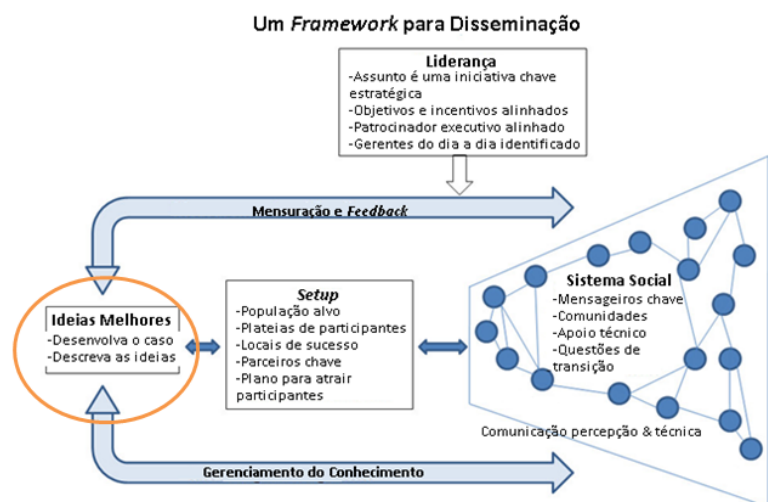 Um Framework para Disseminação
Liderança
-Assunto é uma iniciativa chave
estratégica
-Objetivos e incentivos alinhados
-Patrocinador executivo alinhado
-Gerentes do dia a dia identificado
Mensuração e Feedback
Ideias Melhores
-Desenvolva o caso
-Descreva as ideias
Setup
-População alvo
-Plateias de participantes
-Locais de sucesso
-Parceiros chave
-Plano para atrair
participantes
Sistema Social
-Mensageiros chave
-Comunidades
-Apoio técnico
-Questões de
transição
Comunicação percepção & técnica
Gerenciamento do Conhecimento